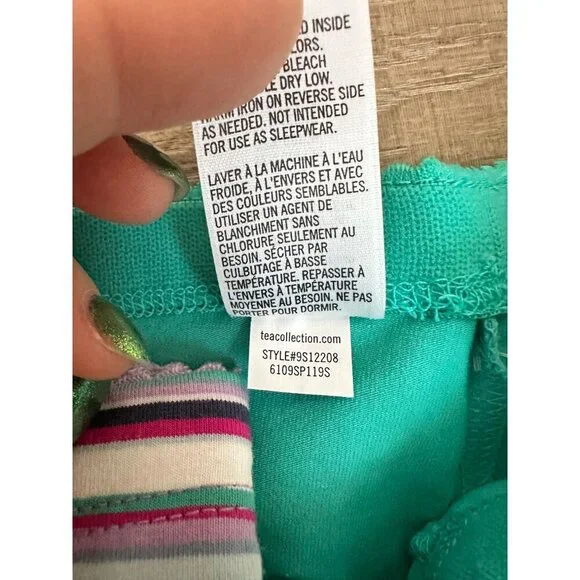 INSIDE
BLEACH
DRY LOW.
IRON ON REVERSE SIDE
AS NEEDED. NOT INTENDED
FOR USE AS SLEEPWEAR.
LAVER À LA MACHINE À L'EAU
FROIDE, À L'ENVERS ET AVEC
DES COULEURS SEMBLABLES.
UTILISER UN AGENT DE
BLANCHIMENT SANS
CHLORURE SEULEMENT AU
BESOIN. SÉCHER PAR
CULBUTAGE À BASSE
TEMPÉRATURE. REPASSER À
L'ENVERS À TEMPÉRATURE
MOYENNE AU BESOIN. NE PAS
PORTER POUR DORMIR.
teacollection.com
STYLE#9S12208
6109SP119S